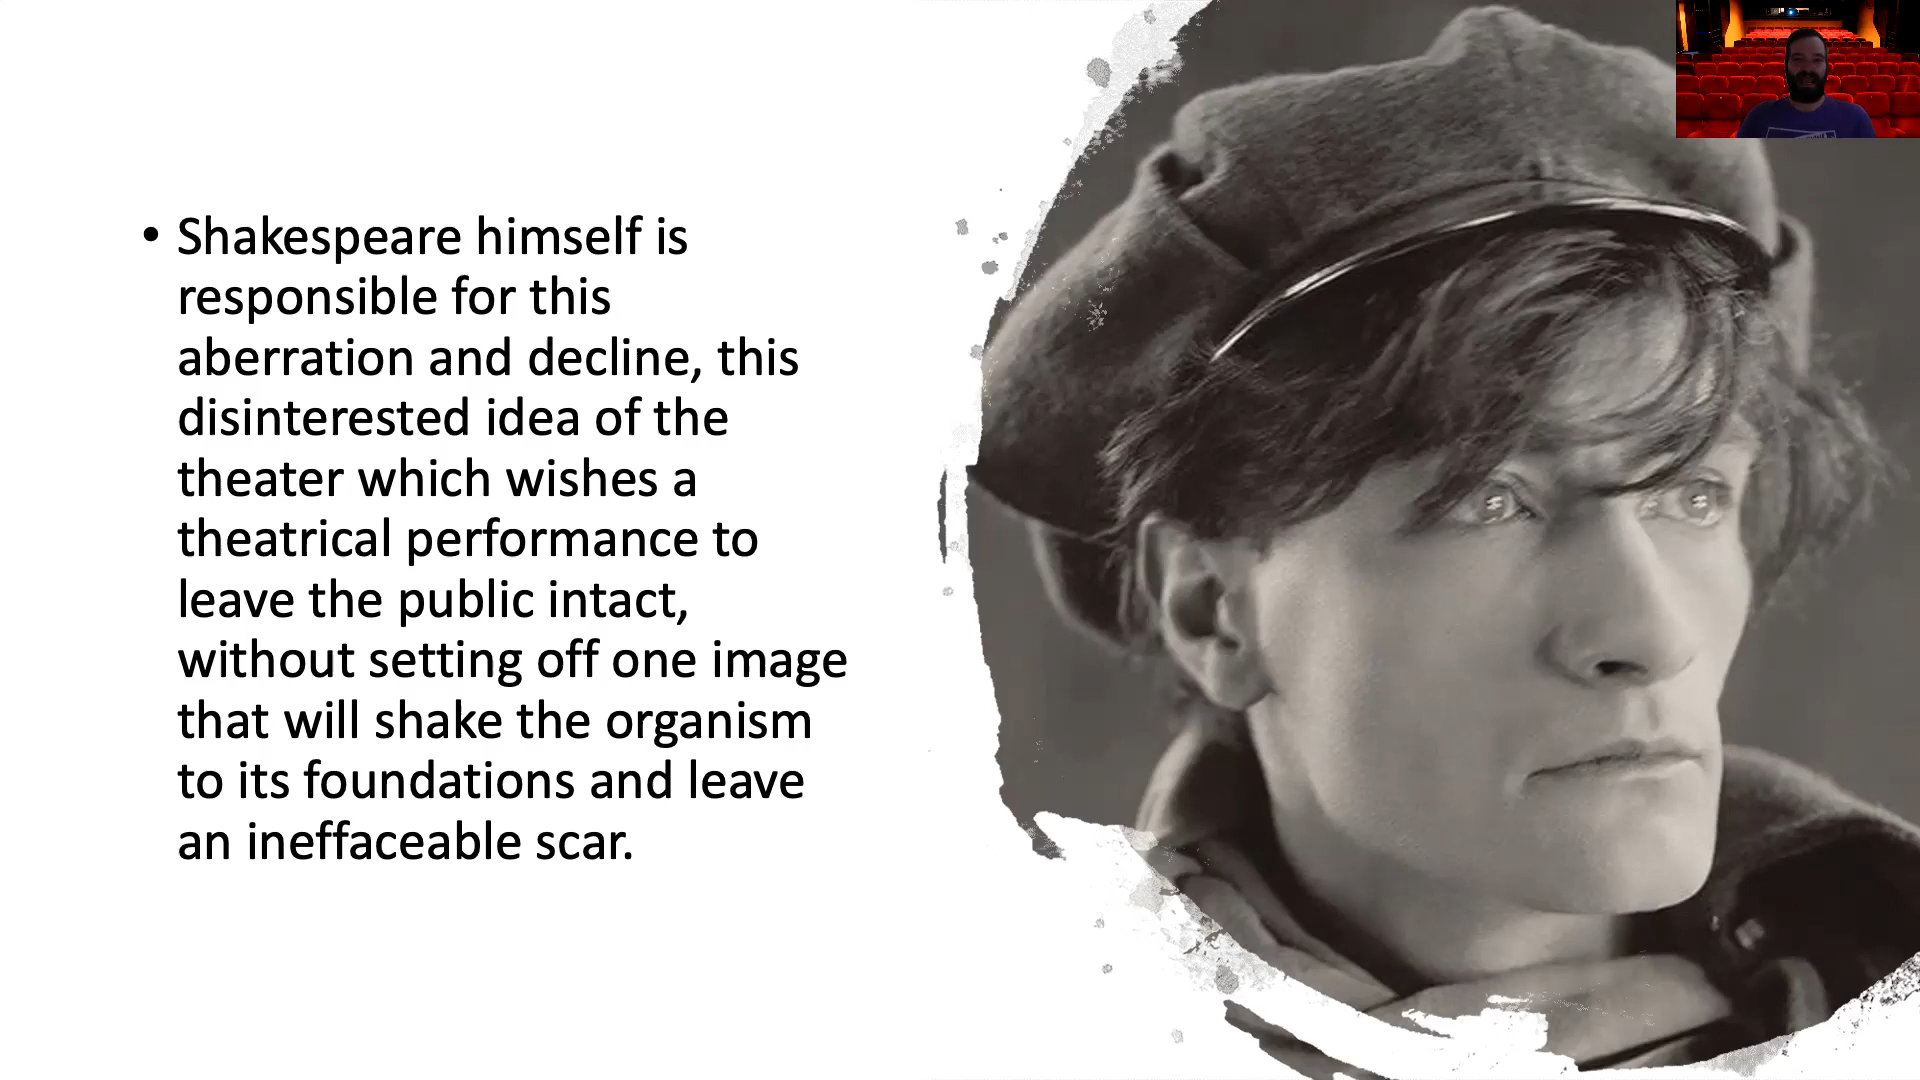 • Shakespeare himself is
responsible for this
aberration and decline, this
disinterested idea of the
theater which wishes a
theatrical performance to
leave the public intact,
without setting off one image
that will shake the organism
to its foundations and leave
an ineffaceable scar.